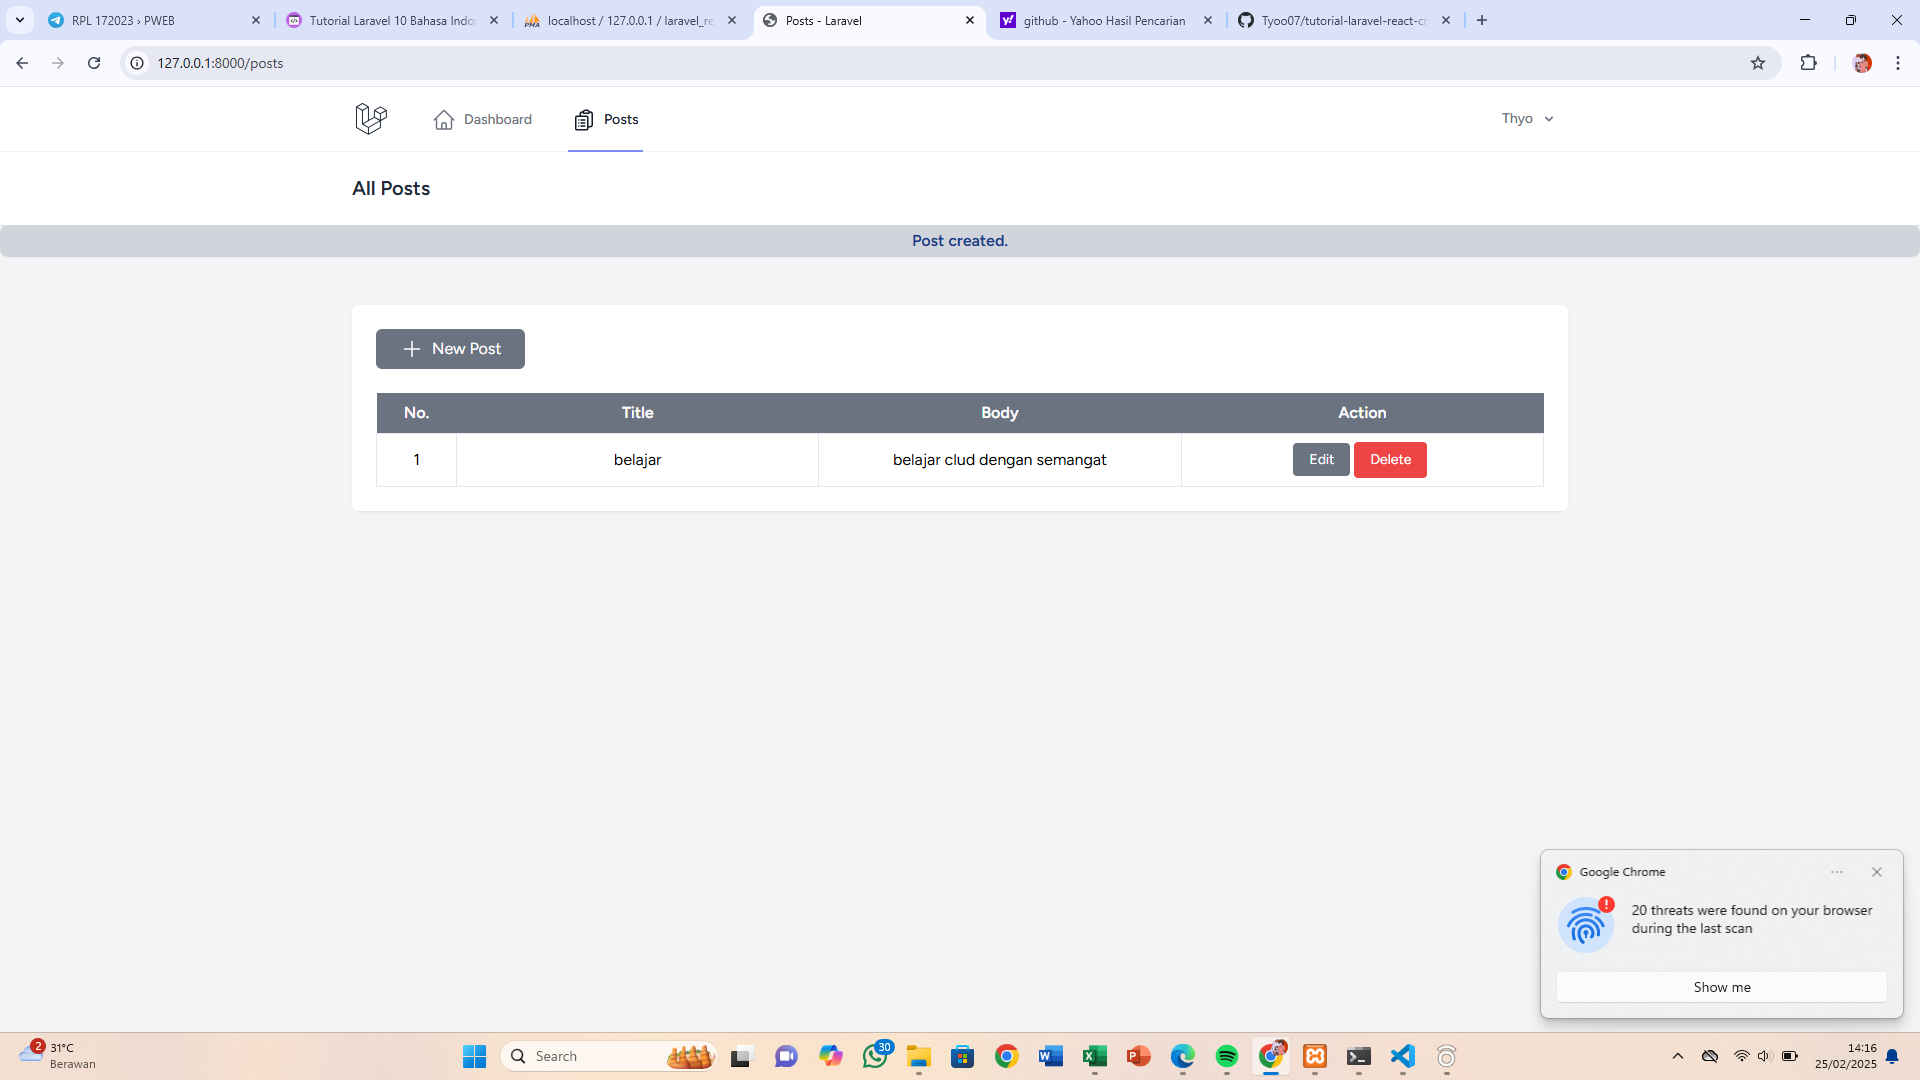 RPL 172023 › PWEB
Tutorial Laravel 10 Bahasa Indo
localhost / 127.0.0.1 / laravel_re
Posts - Laravel
github - Yahoo Hasil Pencarian
Tyoo07/tutorial-laravel-react-cr
127.0.0.1:8000/posts
Dashboard
Posts
Thyo
All Posts
Post created.
New Post
No. Title Body Action
1 belajar belajar clud dengan semangat Edit Delete
Google Chrome
20 threats were found on your browser
during the last scan
Show me
2
31°C
Berawan
Search
30
14:16
25/02/2025